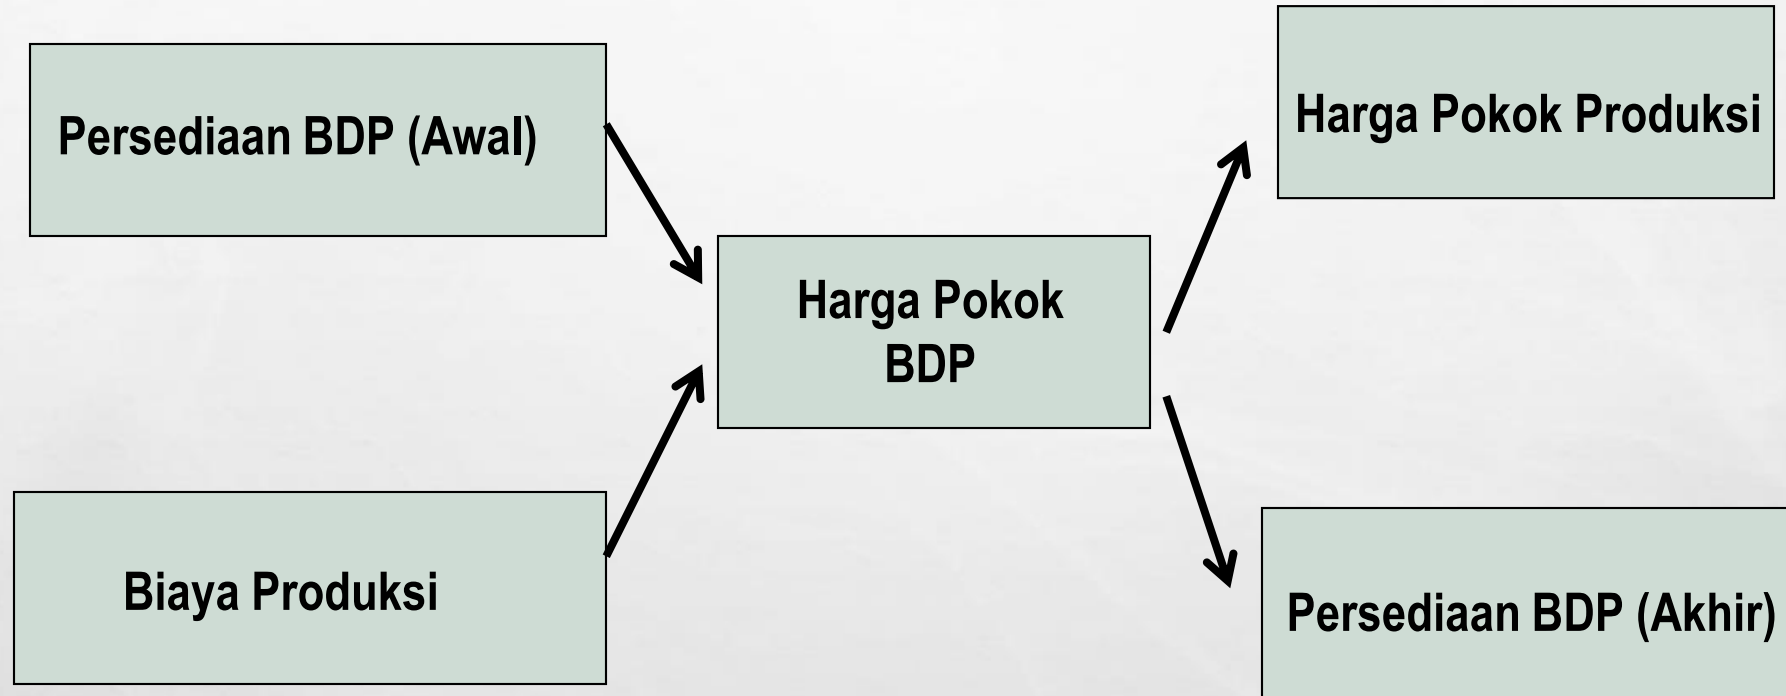 Persediaan BDP (Awal)
Harga Pokok Produksi
Harga Pokok
BDP
Biaya Produksi
Persediaan BDP (Akhir)